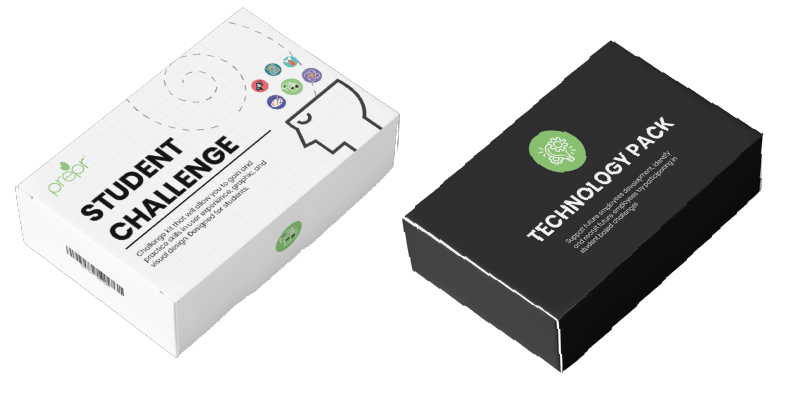 prepr
STUDENT
CHALLENGE
Challenge kit that will allow you to gain and
practice skills in user experience, graphic, and
visual design. Designed for students.
TECHNOLOGY PACK
Support future employees development, identify
and recruit future employees by participating in
student based challenges